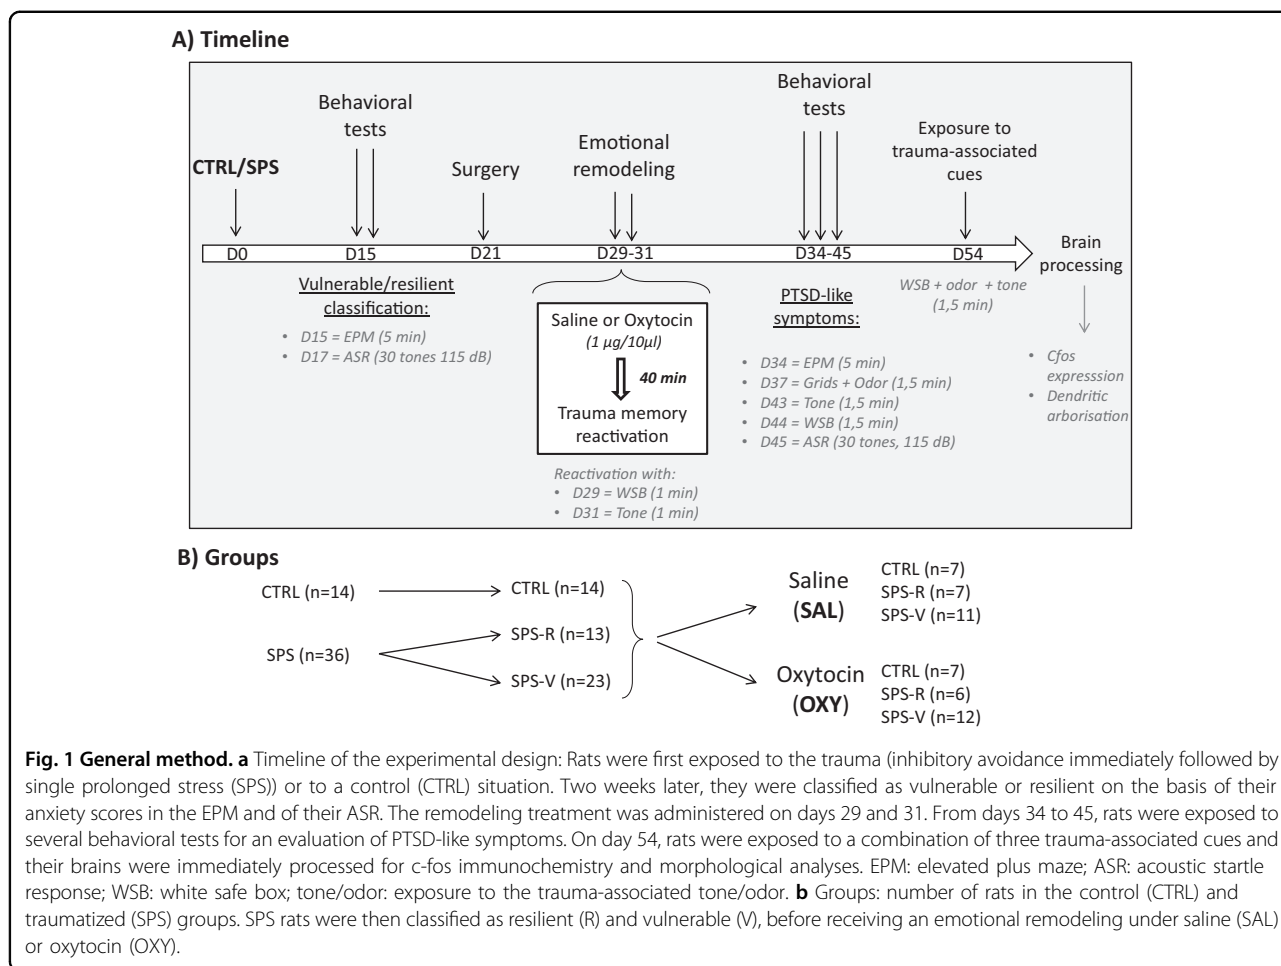 A) Timeline
Behavioral
tests
CTRL/SPS
Surgery
Emotional
remodeling
Behavioral
tests
Exposure to
trauma-associated
cues
D0
D15
D21
D29-31
D34-45
D54
Brain
processing
Vulnerable/resilient
classification:
• D15 = EPM (5 min)
• D17 = ASR (30 tones 115 dB)
Saline or Oxytocin
(1 µg/10µl)
40 min
Trauma memory
reactivation
Reactivation with:
• D29 = WSB (1 min)
• D31 = Tone (1 min)
PTSD-like
symptoms:
• D34 = EPM (5 min)
• D37 = Grids + Odor (1,5 min)
• D43 = Tone (1,5 min)
• D44 = WSB (1,5 min)
• D45 = ASR (30 tones, 115 dB)
WSB + odor + tone
(1,5 min)
• Cfos
expresssion
• Dendritic
arborisation
B) Groups
CTRL (n=14)
SPS (n=36)
CTRL (n=14)
SPS-R (n=13)
SPS-V (n=23)
Saline
(SAL)
CTRL (n=7)
SPS-R (n=7)
SPS-V (n=11)
Oxytocin
(OXY)
CTRL (n=7)
SPS-R (n=6)
SPS-V (n=12)
Fig. 1 General method. a Timeline of the experimental design: Rats were first exposed to the trauma (inhibitory avoidance immediately followed by
single prolonged stress (SPS)) or to a control (CTRL) situation. Two weeks later, they were classified as vulnerable or resilient on the basis of their
anxiety scores in the EPM and of their ASR. The remodeling treatment was administered on days 29 and 31. From days 34 to 45, rats were exposed to
several behavioral tests for an evaluation of PTSD-like symptoms. On day 54, rats were exposed to a combination of three trauma-associated cues and
their brains were immediately processed for c-fos immunochemistry and morphological analyses. EPM: elevated plus maze; ASR: acoustic startle
response; WSB: white safe box; tone/odor: exposure to the trauma-associated tone/odor. b Groups: number of rats in the control (CTRL) and
traumatized (SPS) groups. SPS rats were then classified as resilient (R) and vulnerable (V), before receiving an emotional remodeling under saline (SAL)
or oxytocin (OXY).